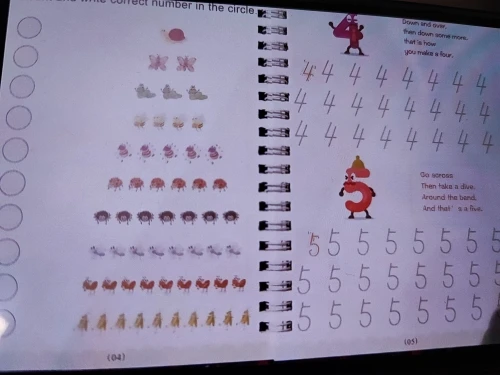 and write correct number in the circle
4
Down and over,
then down some more,
that is how
you make a four.
4 4 4 4 4 4 4 4
4 4 4 4 4 4 4 4
4 4 4 4 4 4 4 4
5
Go across
Then take a dive,
Around the bend,
And that' s a five.
5 5 5 5 5 5 5 5
5 5 5 5 5 5 5
5 5 5 5 5 5 5
(04)
(05)